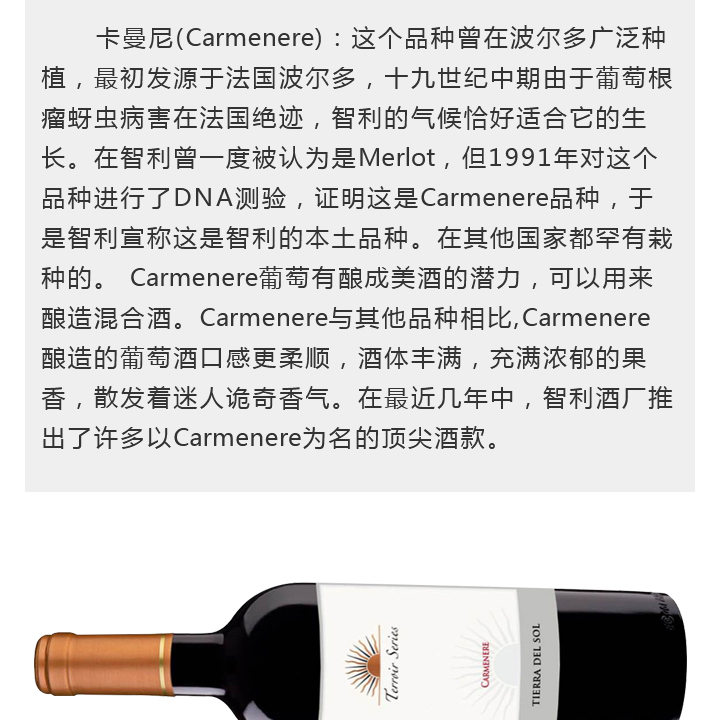 卡曼尼(Carmenere)：这个品种曾在波尔多广泛种
植，最初发源于法国波尔多，十九世纪中期由于葡萄根
瘤蚜虫病害在法国绝迹，智利的气候恰好适合它的生
长。在智利曾一度被认为是Merlot，但1991年对这个
品种进行了DNA测验，证明这是Carmenere品种，于
是智利宣称这是智利的本土品种。在其他国家都罕有栽
种的。 Carmenere葡萄有酿成美酒的潜力，可以用来
酿造混合酒。Carmenere与其他品种相比,Carmenere
酿造的葡萄酒口感更柔顺，酒体丰满，充满浓郁的果
香，散发着迷人诡奇香气。在最近几年中，智利酒厂推
出了许多以Carmenere为名的顶尖酒款。
Terroir Series
CARMENERE
TIERRA DEL SOL